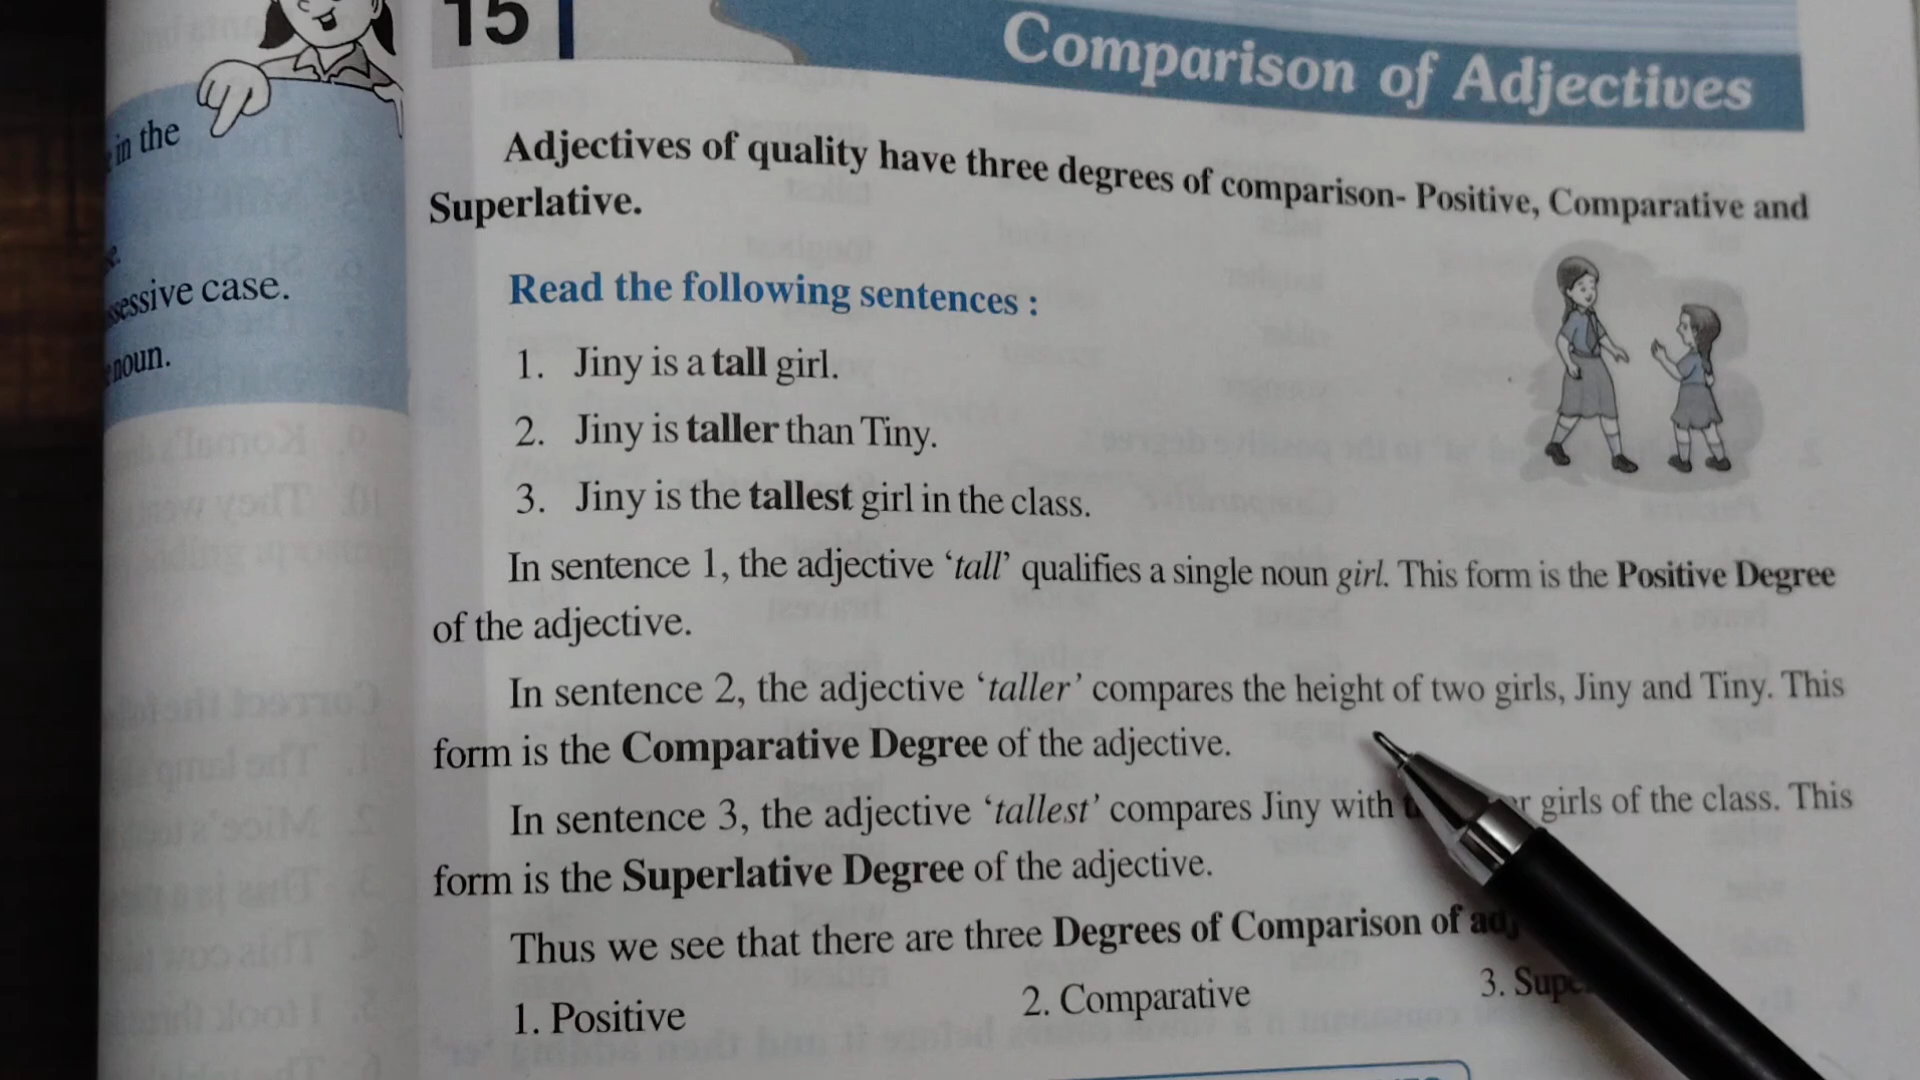 15
Comparison of Adjectives
in the
essive case.
noun.
Adjectives of quality have three degrees of comparison- Positive, Comparative and
Superlative.
Read the following sentences :
1. Jiny is a tall girl.
2. Jiny is taller than Tiny.
3. Jiny is the tallest girl in the class.
In sentence 1, the adjective ‘tall’ qualifies a single noun girl. This form is the Positive Degree
of the adjective.
In sentence 2, the adjective ‘taller’ compares the height of two girls, Jiny and Tiny. This
form is the Comparative Degree of the adjective.
In sentence 3, the adjective ‘tallest’ compares Jiny with girls of the class. This
form is the Superlative Degree of the adjective.
Thus we see that there are three Degrees of Comparison of
1. Positive 2. Comparative 3.